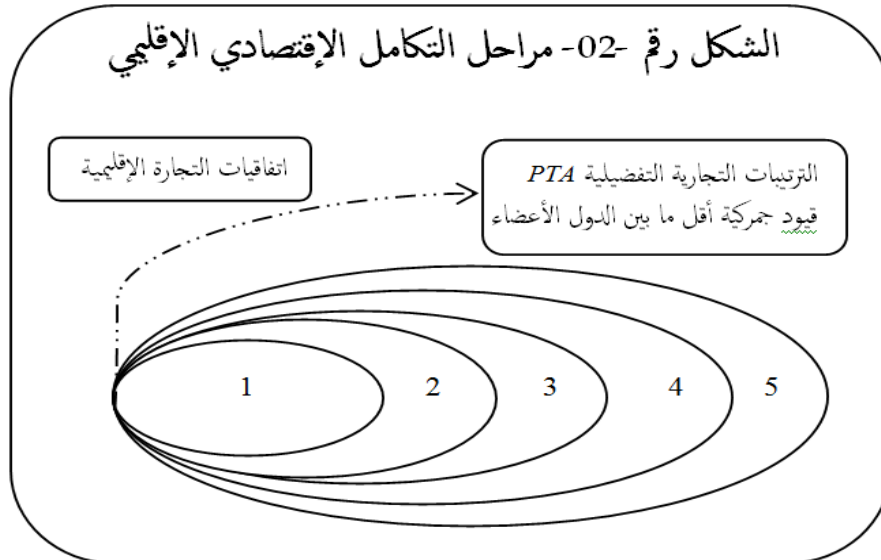 الشكل رقم -02- مراحل التكامل الإقتصادي الإقليمي
الترتيبات التجارية التفضيلية PTA
قيود جمركية أقل ما بين الدول الأعضاء
اتفاقيات التجارة الإقليمية
1 2 3 4 5